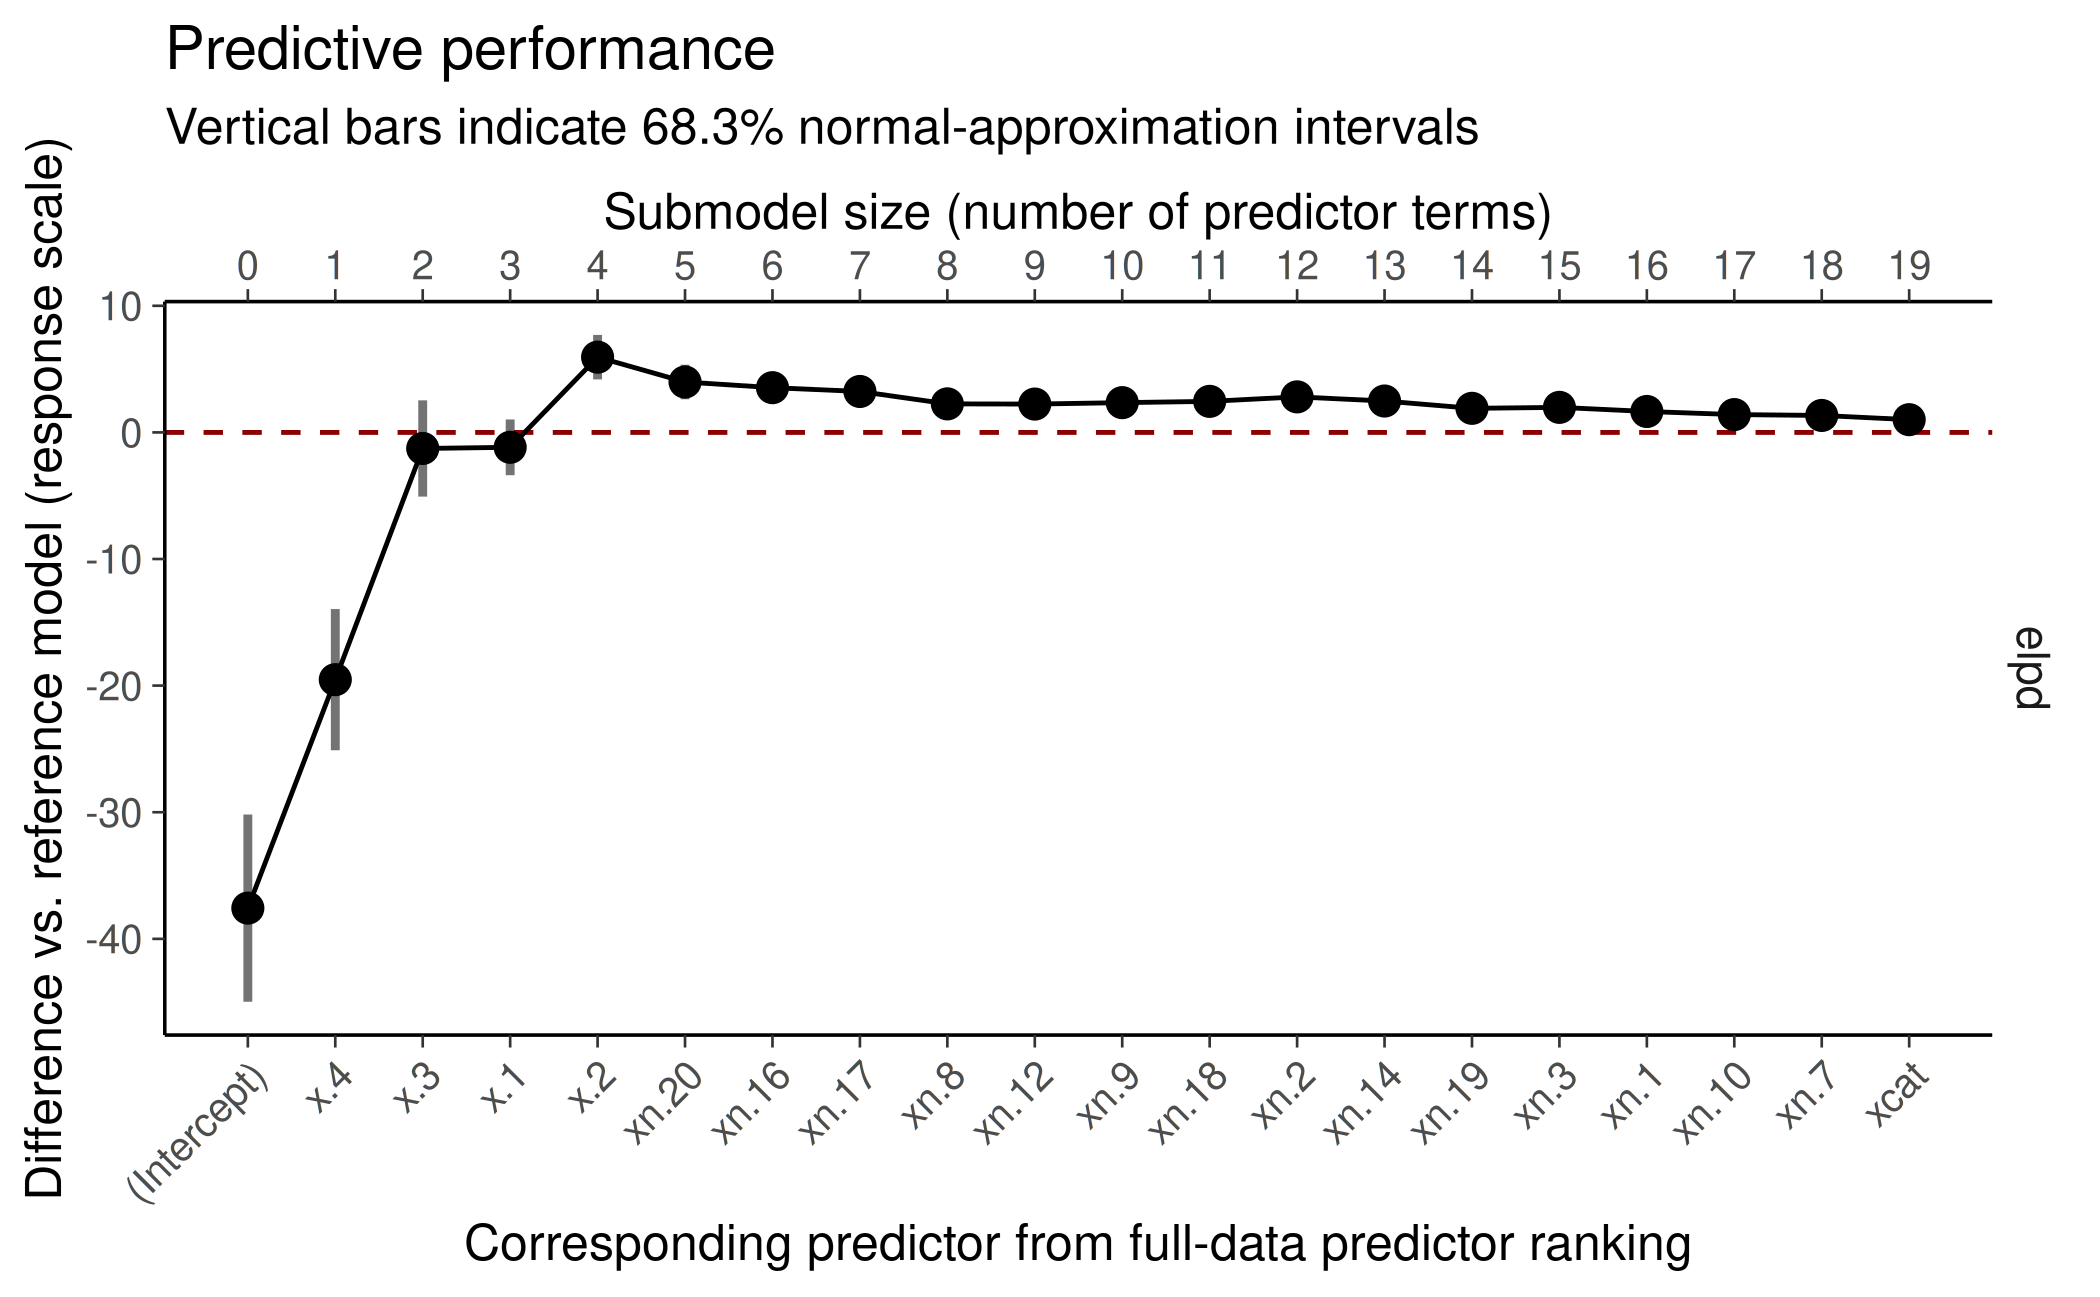 Predictive performance
Vertical bars indicate 68.3% normal-approximation intervals
Submodel size (number of predictor terms)
0 1 2 3 4 5 6 7 8 9 10 11 12 13 14 15 16 17 18 19
Difference vs. reference model (response scale)
10
0
-10
-20
-30
-40
elpd
(Intercept) x.4 x.3 x.1 x.2 xn.20 xn.16 xn.17 xn.8 xn.12 xn.9 xn.18 xn.2 xn.14 xn.19 xn.3 xn.1 xn.10 xn.7 xcat
Corresponding predictor from full-data predictor ranking